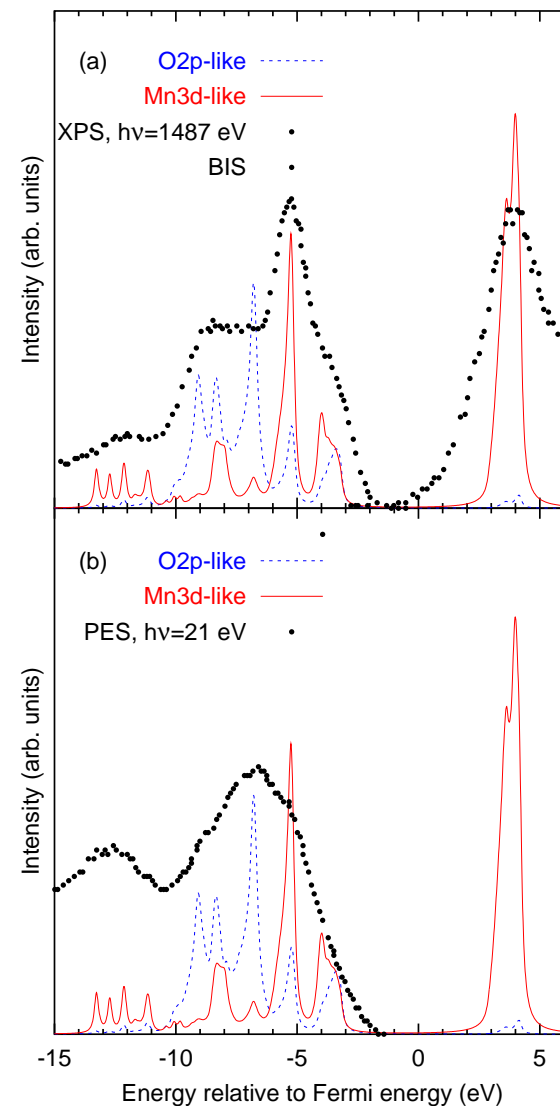 (a)
O2p-like
Mn3d-like
XPS, hν=1487 eV
BIS
Intensity (arb. units)
(b)
O2p-like
Mn3d-like
PES, hν=21 eV
Intensity (arb. units)
-15 -10 -5 0 5
Energy relative to Fermi energy (eV)